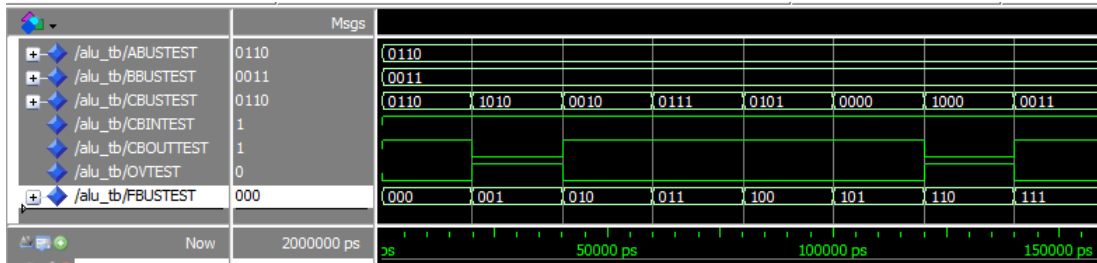 Msgs
/alu_tb/ABUSTEST 0110 0110
/alu_tb/BBUSTEST 0011 0011
/alu_tb/CBUSTEST 0110 0110 1010 0010 0111 0101 0000 1000 0011
/alu_tb/CBINTEST 1
/alu_tb/CBOUTTEST 1
/alu_tb/OVTEST 0
/alu_tb/FBUSTEST 000 000 001 010 011 100 101 110 111
Now 2000000 ps ps 50000 ps 100000 ps 150000 ps